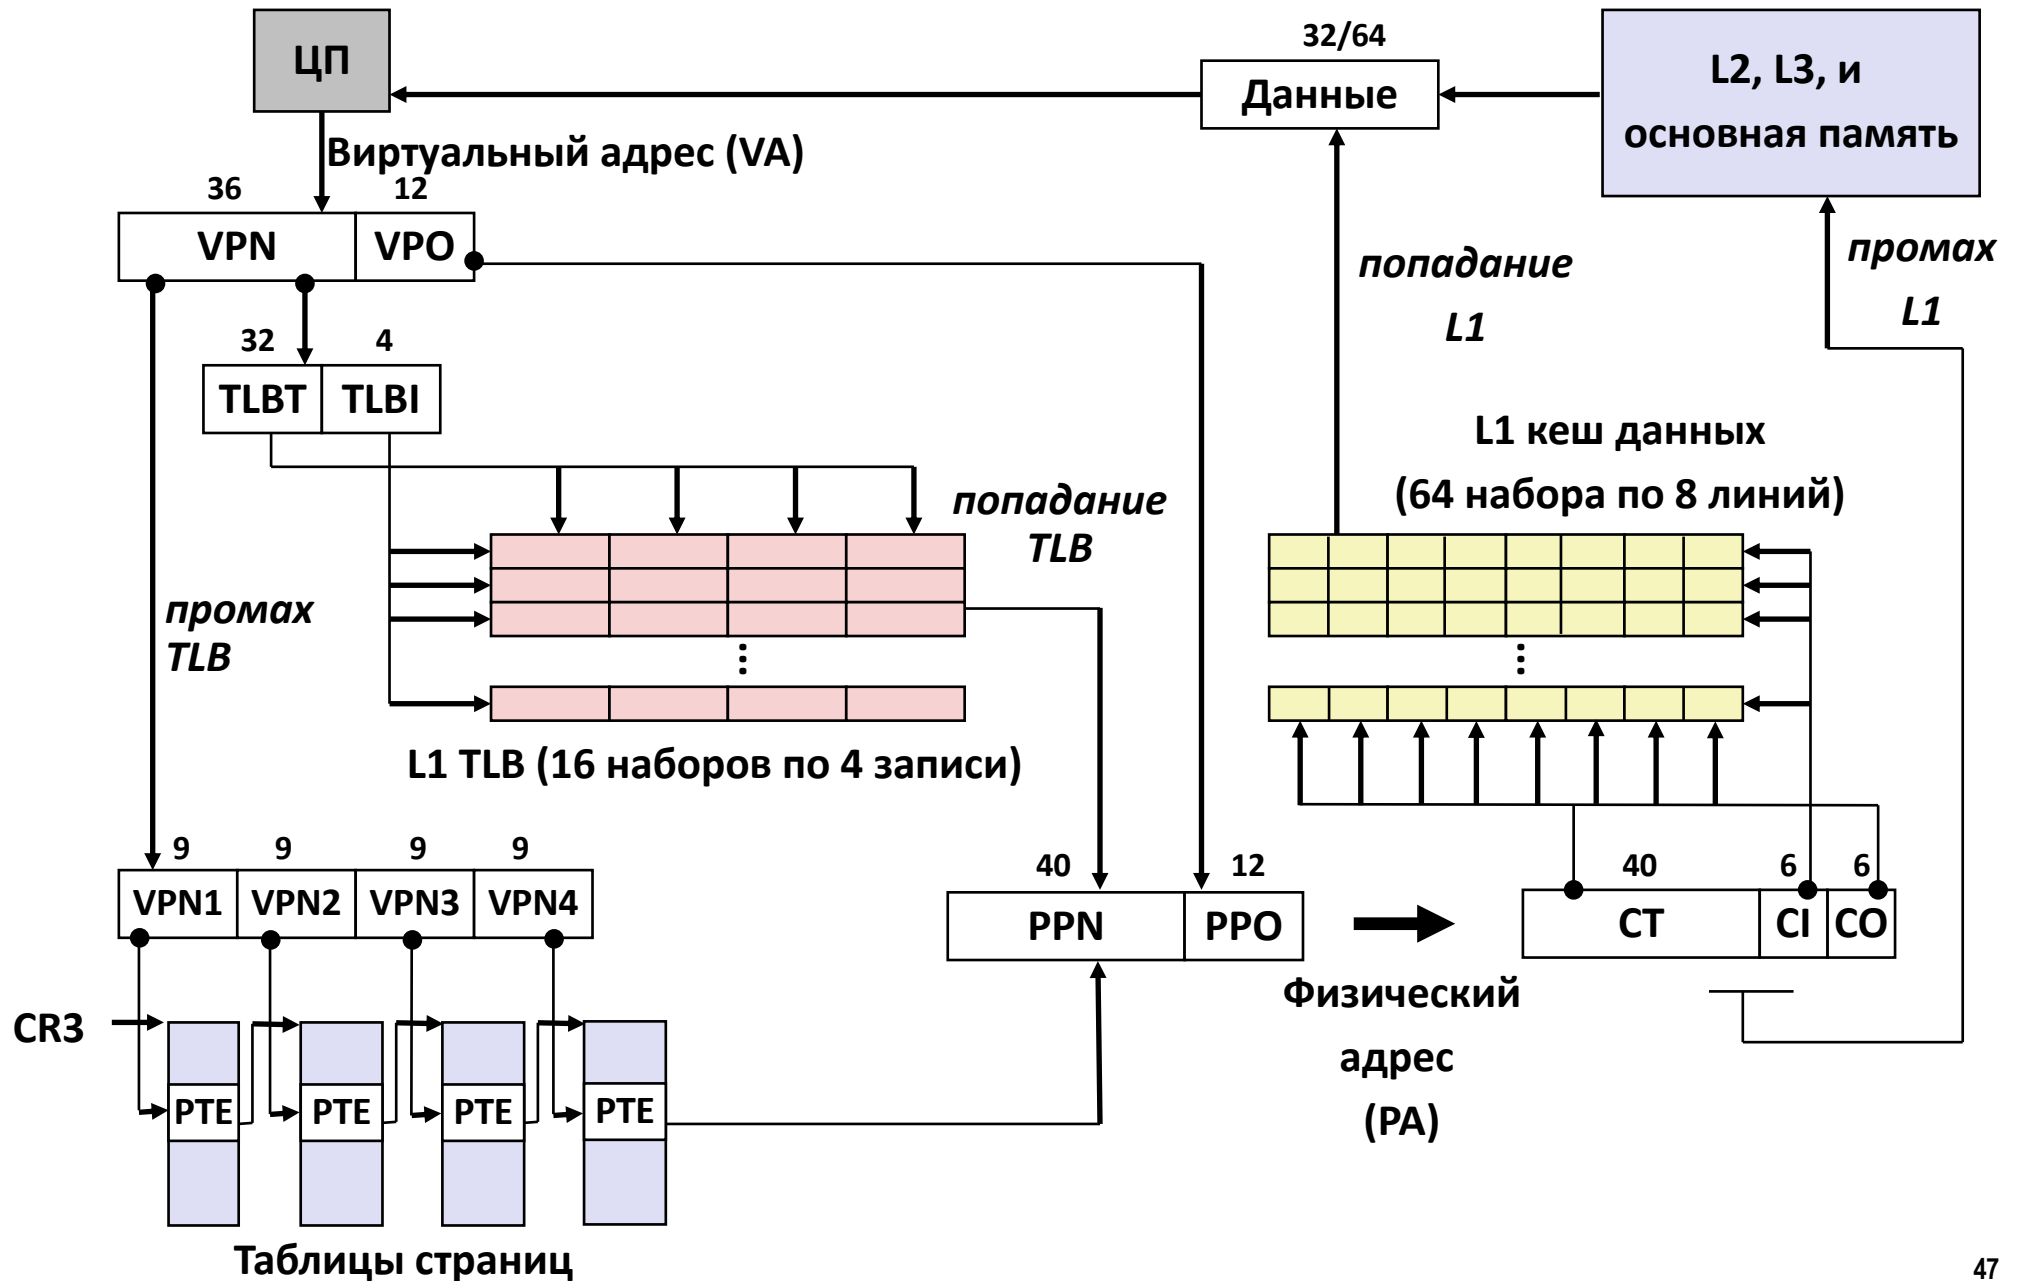 ЦП
32/64
Данные
L2, L3, и
основная память
Виртуальный адрес (VA)
36
12
VPN
VPO
попадание
L1
промах
L1
32
4
TLBT
TLBI
L1 кеш данных
(64 набора по 8 линий)
попадание
TLB
промах
TLB
...
...
L1 TLB (16 наборов по 4 записи)
9
9
9
9
VPN1
VPN2
VPN3
VPN4
40
12
PPN
PPO
40
6
6
CT
CI
CO
Физический
адрес
(PA)
CR3
PTE
PTE
PTE
PTE
Таблицы страниц
47